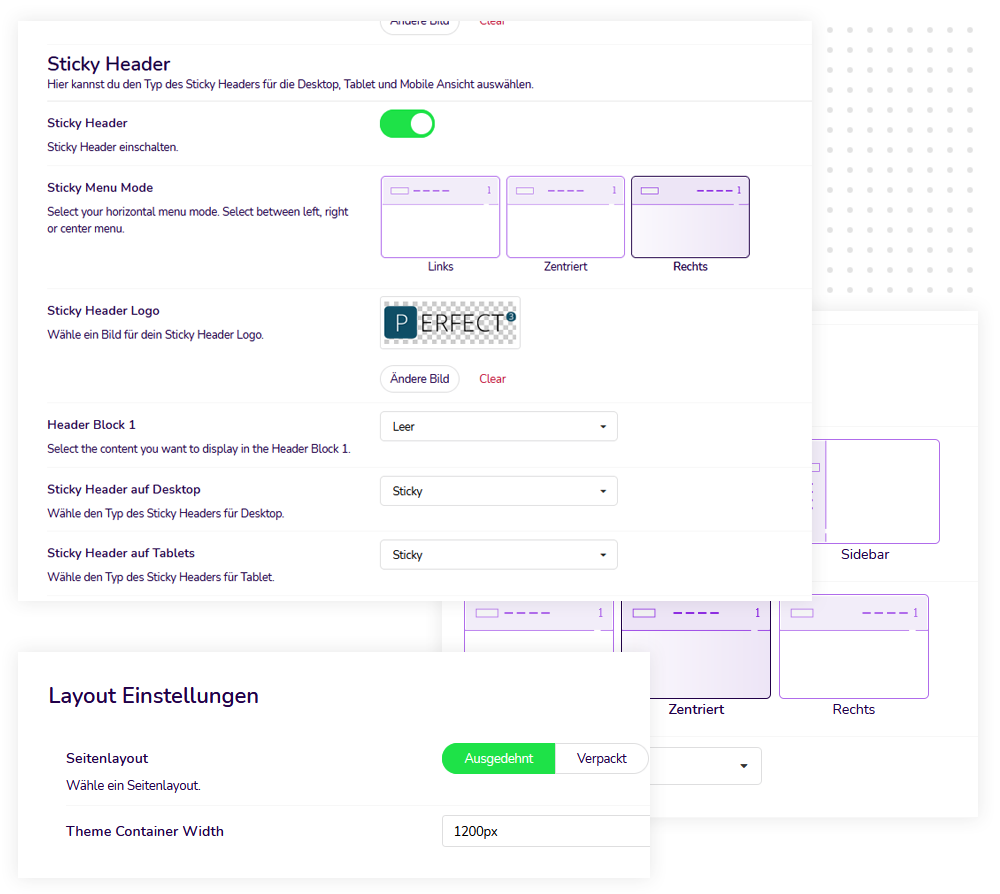 Andere Bild Clear
Sticky Header
Hier kannst du den Typ des Sticky Headers für die Desktop, Tablet und Mobile Ansicht auswählen.
Sticky Header
Sticky Header einschalten.
Sticky Menu Mode
Select your horizontal menu mode. Select between left, right
or center menu.
1
1
1
Links
Zentriert
Rechts
Sticky Header Logo
Wähle ein Bild für dein Sticky Header Logo.
PERFECT3
Ändere Bild Clear
Header Block 1
Select the content you want to display in the Header Block 1.
Leer
Sticky Header auf Desktop
Wähle den Typ des Sticky Headers für Desktop.
Sticky
Sticky Header auf Tablets
Wähle den Typ des Sticky Headers für Tablet.
Sticky
Sidebar
1
1
1
Zentriert
Rechts
Layout Einstellungen
Seitenlayout
Wähle ein Seitenlayout.
Ausgedehnt Verpackt
Theme Container Width
1200px